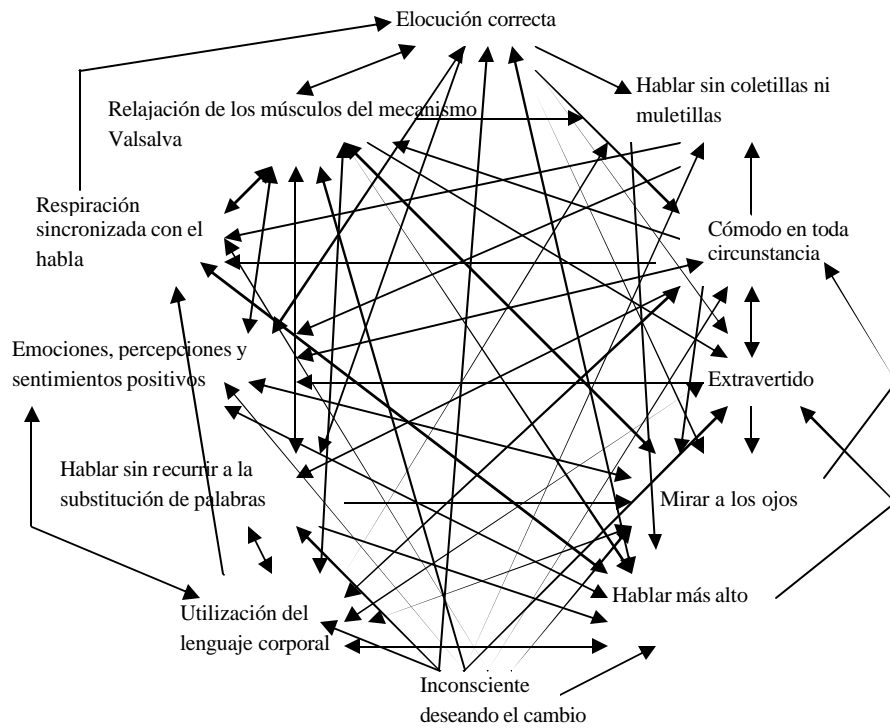 Elocución correcta
Hablar sin coletillas ni
muletillas
Relajación de los músculos del mecanismo
Valsalva
Respiración
sincronizada con el
habla
Cómodo en toda
circunstancia
Emociones, percepciones y
sentimientos positivos
Extravertido
Hablar sin recurrir a la
substitución de palabras
Mirar a los ojos
Utilización del
lenguaje corporal
Hablar más alto
Inconsciente
deseando el cambio